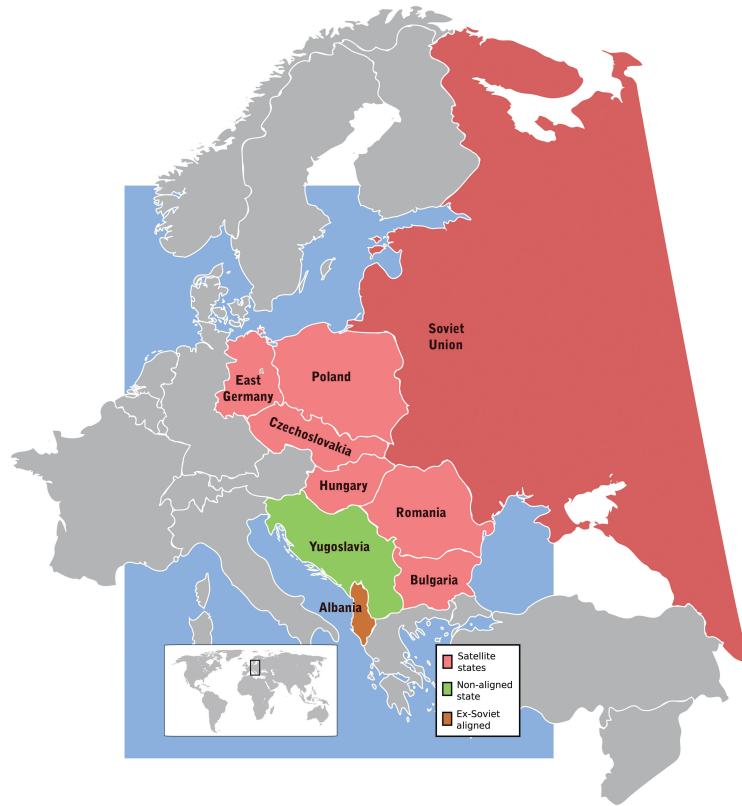 Soviet
Union
Poland
East
Germany
Czechoslovakia
Hungary
Romania
Yugoslavia
Bulgaria
Albania
Satellite
states
Non-aligned
state
Ex-Soviet
aligned